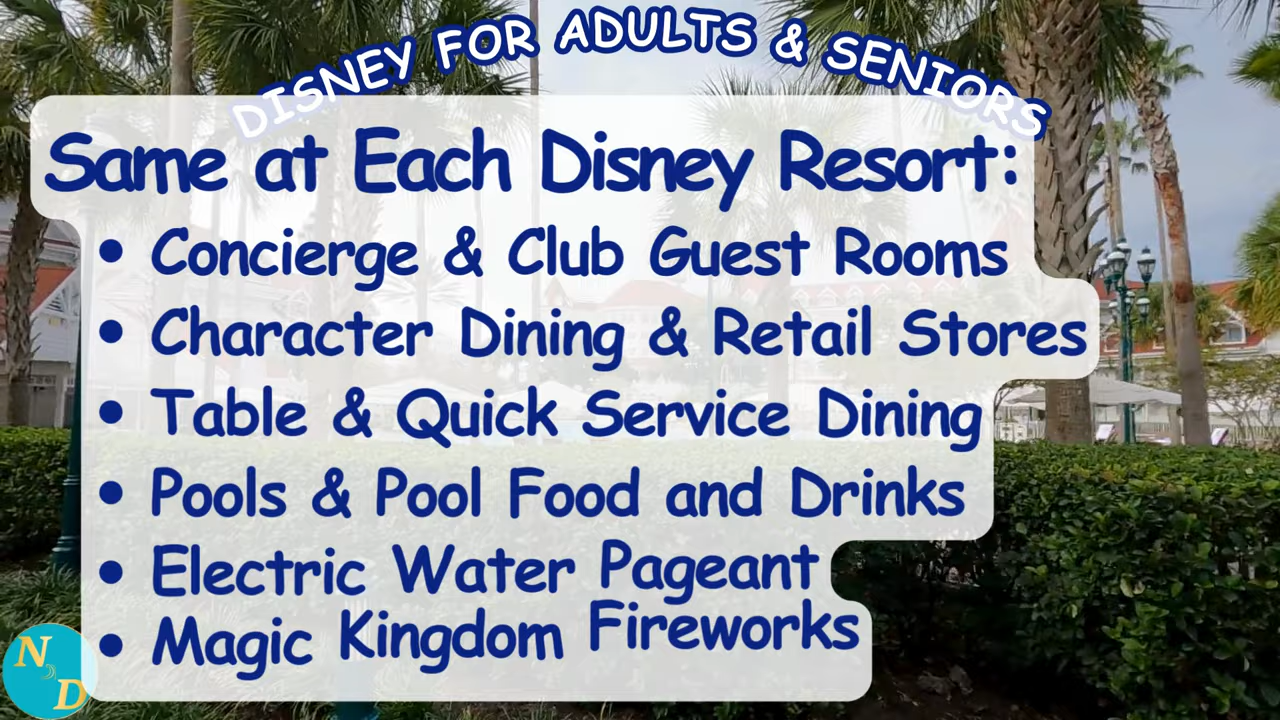 DISNEY FOR ADULTS & SENIORS
Same at Each Disney Resort:
• Concierge & Club Guest Rooms
• Character Dining & Retail Stores
• Table & Quick Service Dining
• Pools & Pool Food and Drinks
• Electric Water Pageant
• Magic Kingdom Fireworks
N
D